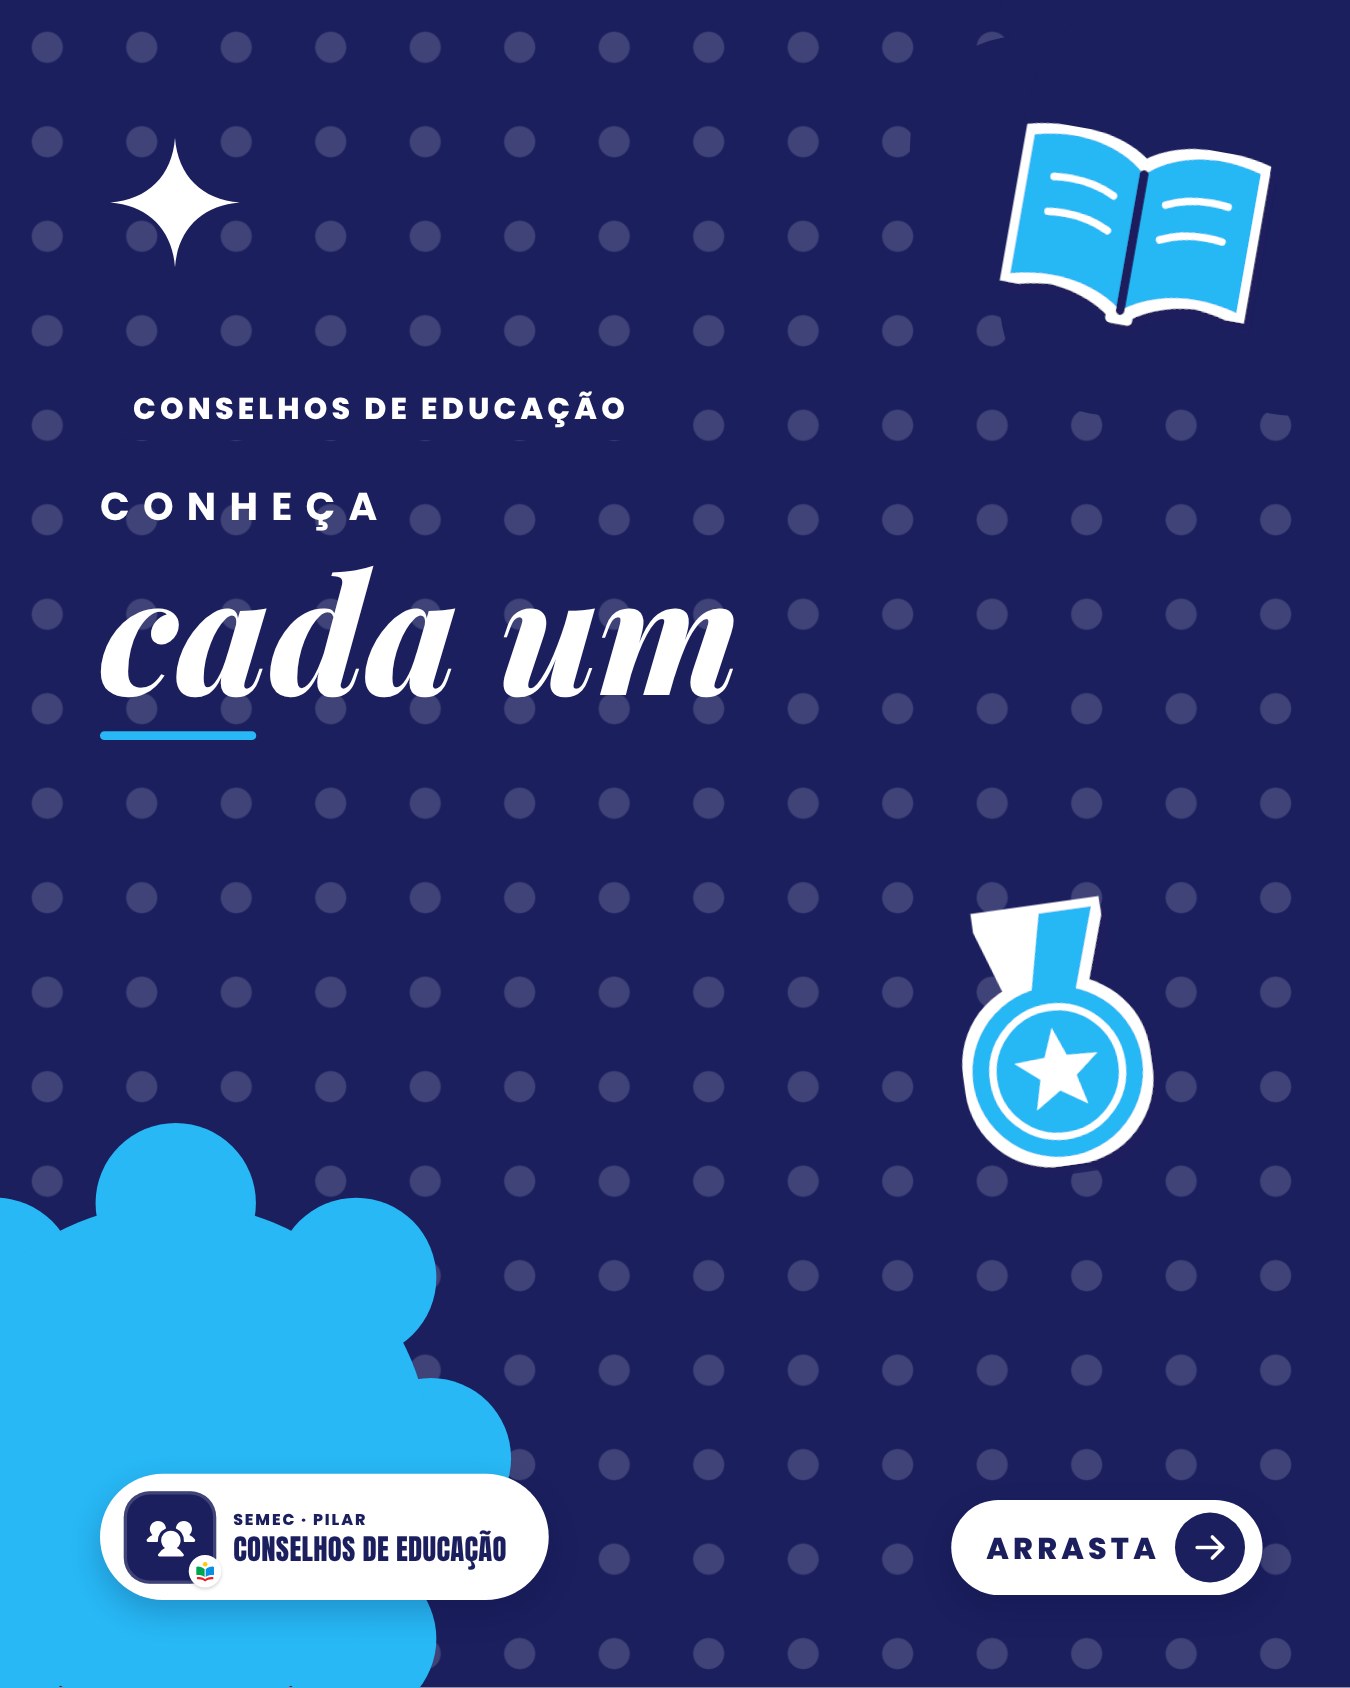 CONSELHOS DE EDUCAÇÃO
CONHEÇA
cada um
SEMEC · PILAR
CONSELHOS DE EDUCAÇÃO
ARRASTA